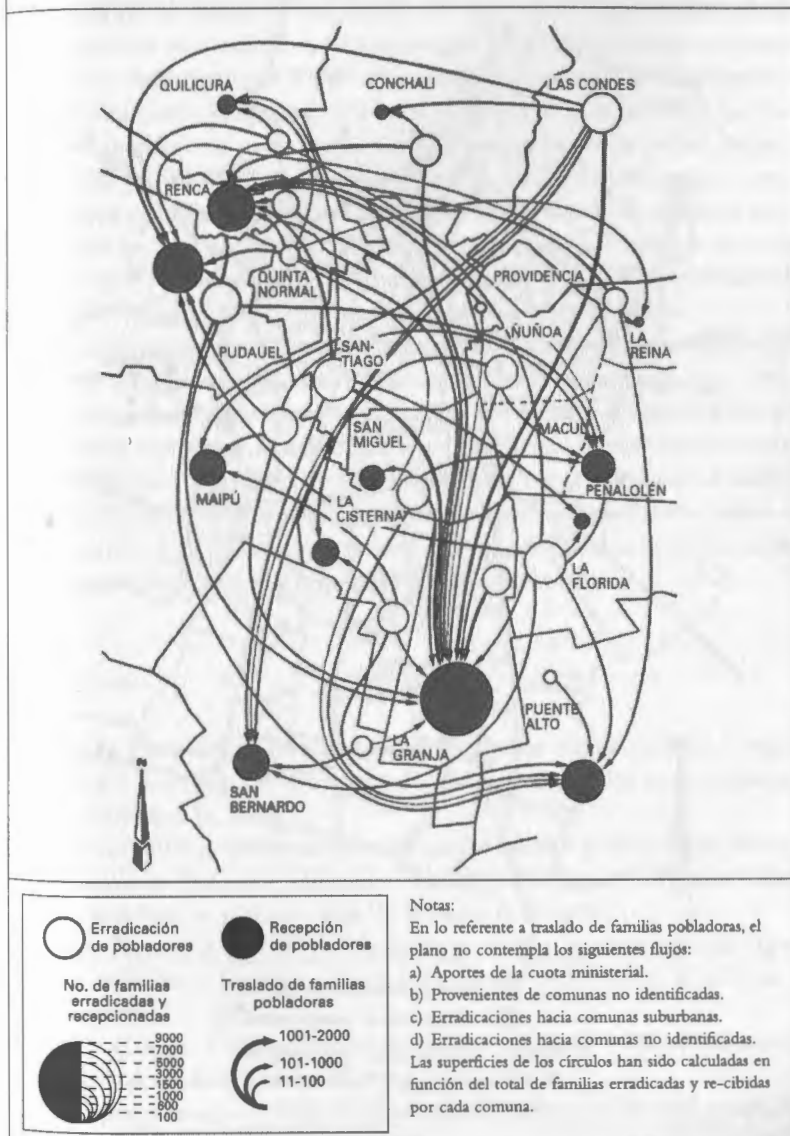 QUILICURA
CONCHALI
LAS CONDES
RENCA
QUINTA
NORMAL
PROVIDENCIA
LA
REINA
PUDAUEL
SAN-
TIAGO
ÑUÑOA
SAN
MIGUEL
MACUL
MAIPÚ
LA
CISTERNA
PEÑALOLÉN
LA
FLORIDA
PUENTE
ALTO
LA
GRANJA
SAN
BERNARDO
N
Erradicación
de pobladores
Recepción
de pobladores
No. de familias
erradicadas y
recepcionadas
9000
7000
5000
3000
1500
1000
600
100
Treslado de familias
pobladoras
1001-2000
101-1000
11-100
Notas:
En lo referente a traslado de familias pobladoras, el
plano no contempla los siguientes flujos:
a) Aportes de la cuota ministerial.
b) Provenientes de comunas no identificadas.
c) Erradicaciones hacia comunas suburbanas.
d) Erradicaciones hacia comunas no identificadas.
Las superficies de los círculos han sido calculadas en
función del total de familias erradicadas y re-cibidas
por cada comuna.